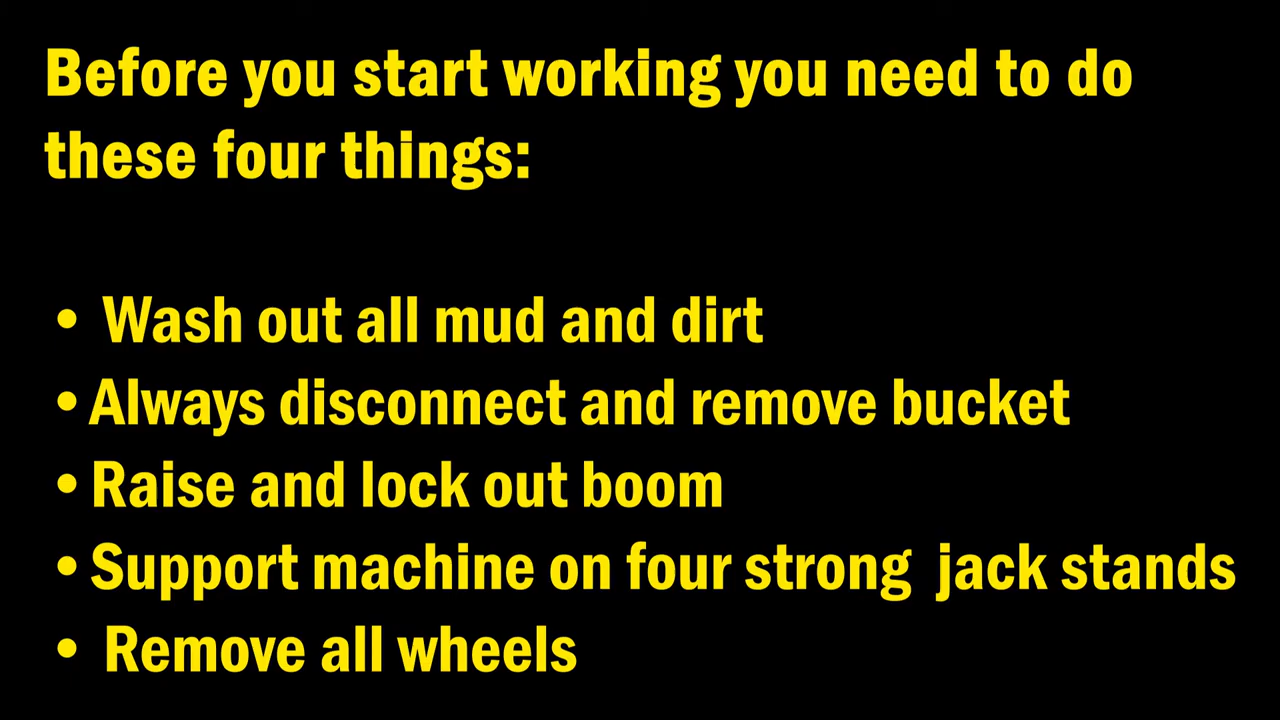 Before you start working you need to do
these four things:
• Wash out all mud and dirt
• Always disconnect and remove bucket
• Raise and lock out boom
• Support machine on four strong jack stands
• Remove all wheels